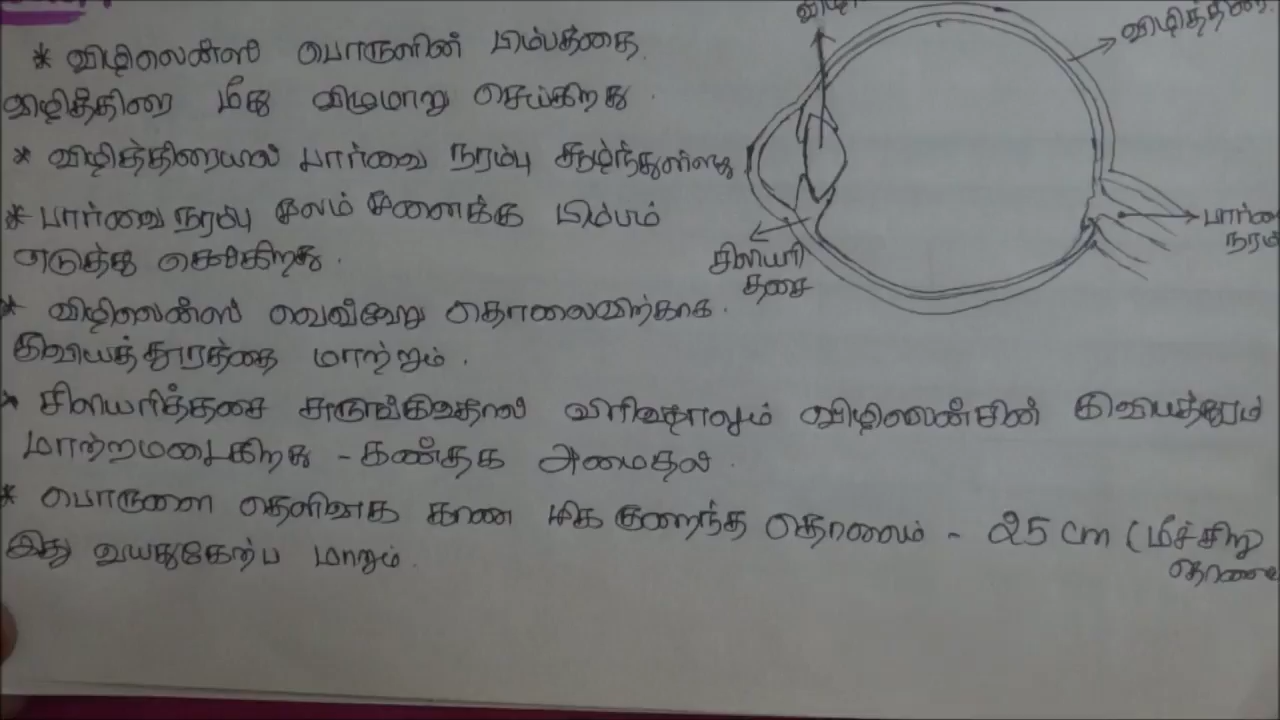 * விழிலென்ஸ் பொருளின் பிம்பத்தை
விழித்திரை மீது விழுமாறு செய்கிறது.
* விழித்திரையில் பார்வை நரம்பு சூழ்ந்துள்ளது
* பார்வை நரம்பு மூலம்
எடுத்து செல்கிறது.
* விழிலென்ஸ் வெவ்வேறு தொலைவிற்காக.
குவியத் தூரத்தை மாற்றும்.
* சிலியரித்தசை சுருங்குவதால் விரிவதாலும் விழிலென்சின் குவியத்தூரம்
மாற்றமடைகிறது - கண்தக அமைதல்.
* பொருளை தெளிவாக காண மிக குறைந்த தொலைவு - 25 cm (மீச்சிறு
இது வயதுகேற்ப மாறும்.
விழித்திரை
பார்வை
நரம்
சிலியரி
தசை